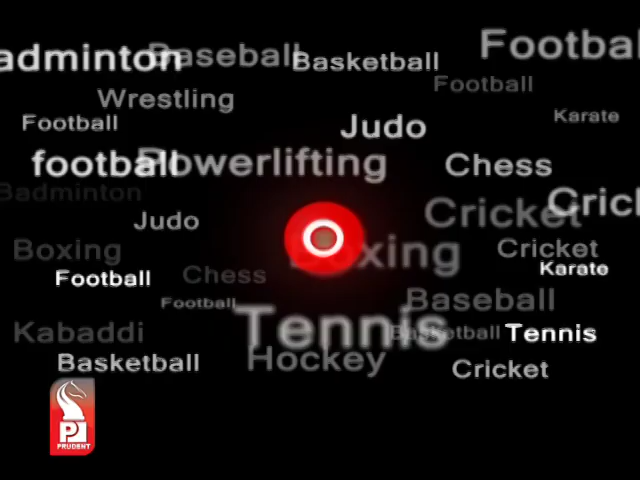 Badminton Baseball Basketball Football
Football
Wrestling
Football Judo Karate
football Powerlifting Chess
Badminton
Judo Cricket Cricket
Boxing Boxing Cricket
Football Chess Karate
Football Baseball
Kabaddi Tennis Basketball Tennis
Basketball Hockey Cricket
P
PRUDENT